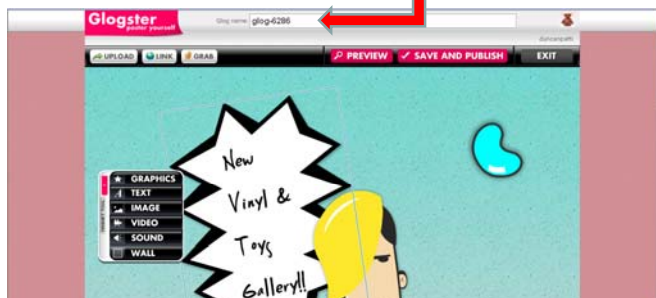 Glogster
poster yourself
Glog name: glog-6286
duncanpatti
UPLOAD LINK GRAB PREVIEW SAVE AND PUBLISH EXIT
GRAPHICS
TEXT
IMAGE
VIDEO
SOUND
WALL
New
Vinyl &
Toys
Gallery!!